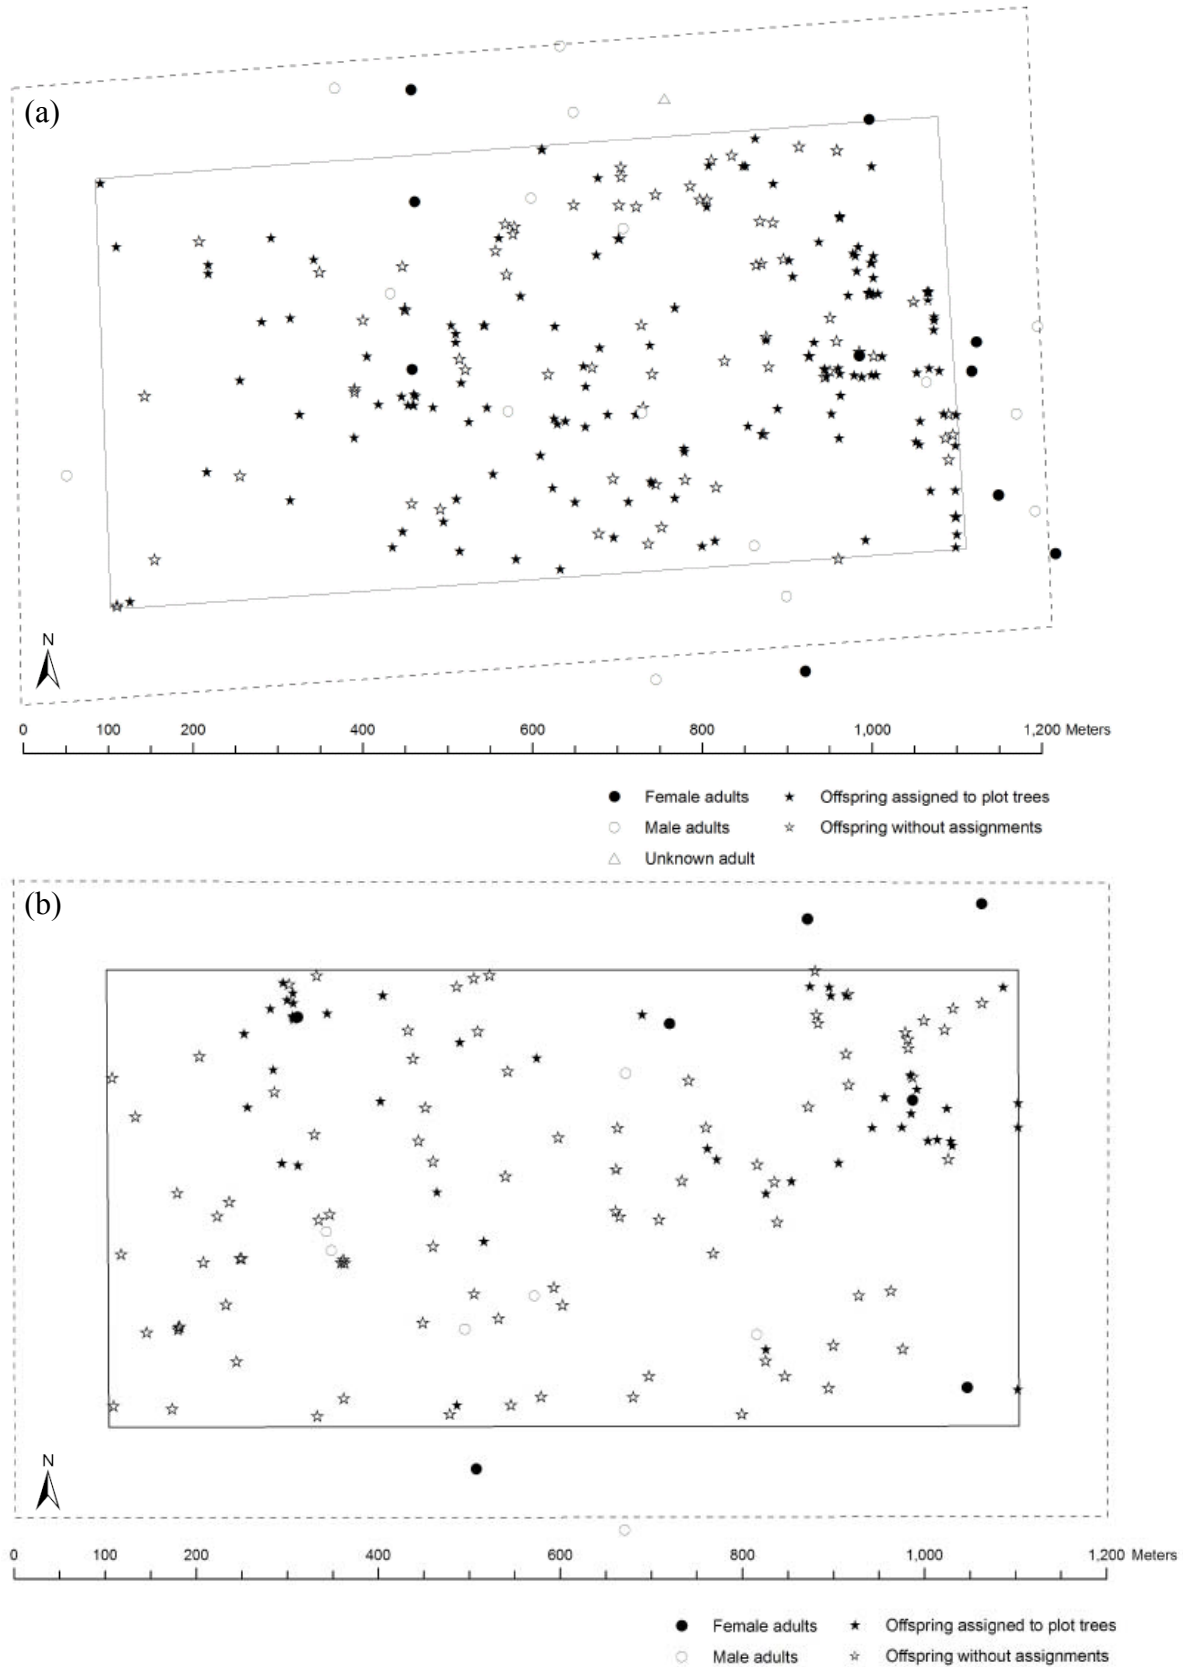 (a)
N
0 100 200 400 600 800 1,000 1,200 Meters
Female adults Offspring assigned to plot trees
Male adults Offspring without assignments
Unknown adult
(b)
N
0 100 200 400 600 800 1,000 1,200 Meters
Female adults Offspring assigned to plot trees
Male adults Offspring without assignments